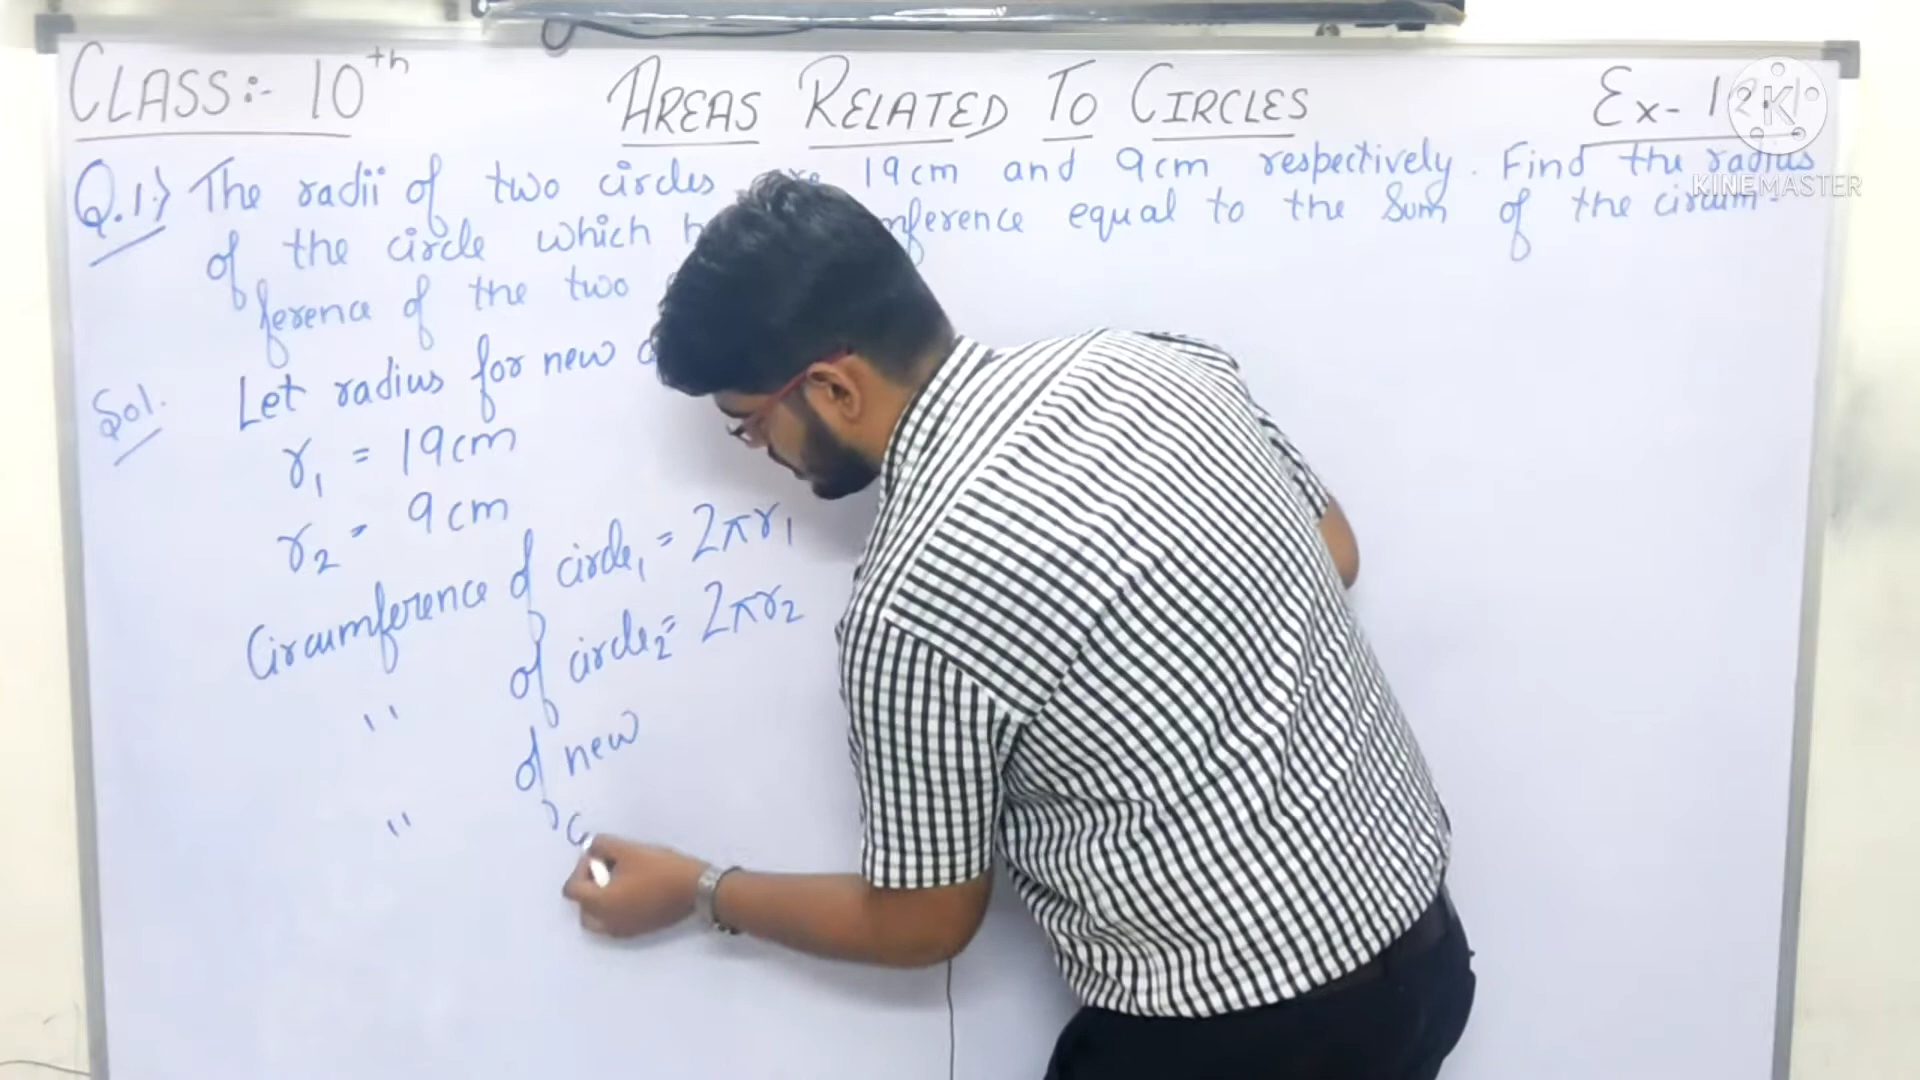 CLASS:- 10th
AREAS RELATED TO CIRCLES
Ex- 12.1
K
KINEMASTER
Q.1) The radii of two circles 19cm and 9cm respectively. Find the radius
of the circle which equal to the sum of the circum-
ference of the two
Sol. Let radius for new
r1 = 19cm
r2 = 9cm
Circumference of circle1 = 2πr1
" of circle2 = 2πr2
" of new